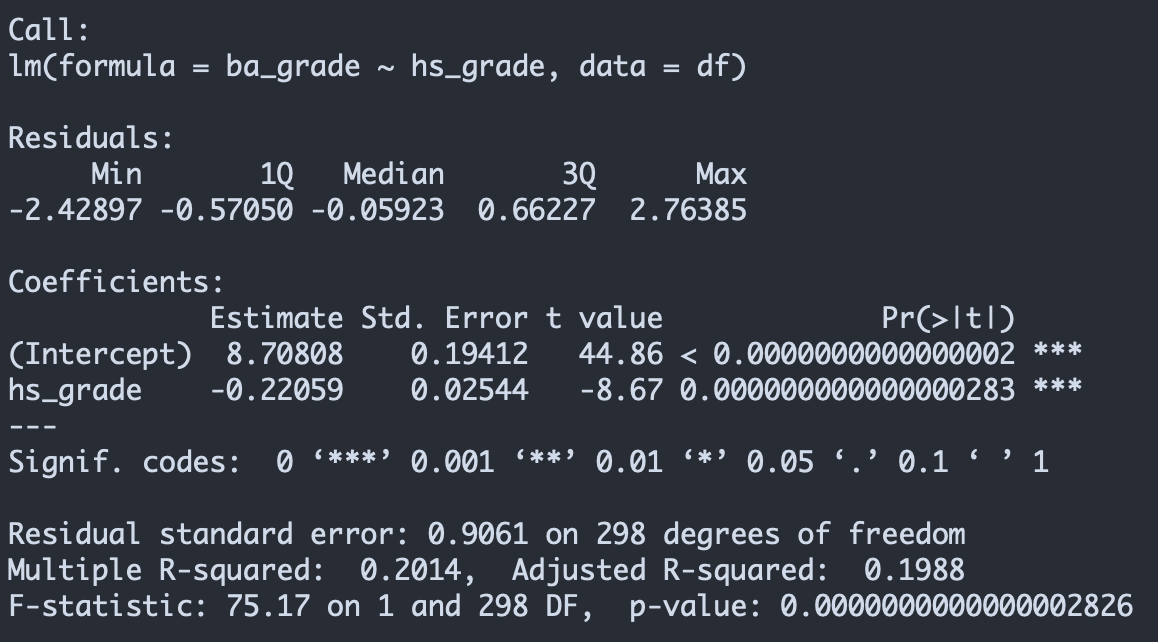 Call:
lm(formula = ba_grade ~ hs_grade, data = df)
Residuals:
     Min       1Q   Median       3Q      Max
-2.42897 -0.57050 -0.05923  0.66227  2.76385
Coefficients:
            Estimate Std. Error t value             Pr(>|t|)
(Intercept)  8.70808    0.19412   44.86 < 0.0000000000000002 ***
hs_grade    -0.22059    0.02544   -8.67 0.000000000000000283 ***
---
Signif. codes:  0 ‘***’ 0.001 ‘**’ 0.01 ‘*’ 0.05 ‘.’ 0.1 ‘ ’ 1
Residual standard error: 0.9061 on 298 degrees of freedom
Multiple R-squared:  0.2014,	Adjusted R-squared:  0.1988
F-statistic: 75.17 on 1 and 298 DF,  p-value: 0.0000000000000002826